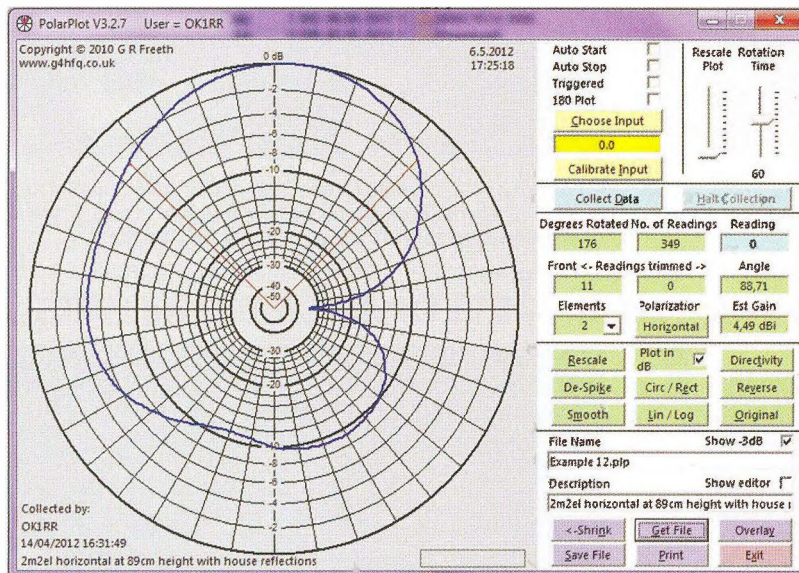 PolarPlot V3.2.7 User = OK1RR
Copyright © 2010 G R Freeth
www.g4hfq.co.uk
6.5.2012
17:25:18
0 dB
-2
-4
-6
-8
-10
-20
-30
-40
-50
-30
-20
-10
-8
-6
-4
-2
Collected by:
OK1RR
14/04/2012 16:31:49
2m2el horizontal at 89cm height with house reflections
Auto Start
Auto Stop
Triggered
180 Plot
Choose Input
0.0
Calibrate Input
Rescale Plot
Rotation Time
60
Collect Data
Halt Collection
Degrees Rotated No. of Readings Reading
176 349 0
Front <- Readings trimmed -> Angle
11 0 88,71
Elements Polarization Est Gain
2 Horizontal 4,49 dBi
Rescale Plot in dB Directivity
De-Spike Circ / Rect Reverse
Smooth Lin / Log Original
File Name Show -3dB
Example 12.plp
Description Show editor
2m2el horizontal at 89cm height with house
<-Shrink Get File Overlay
Save File Print Exit